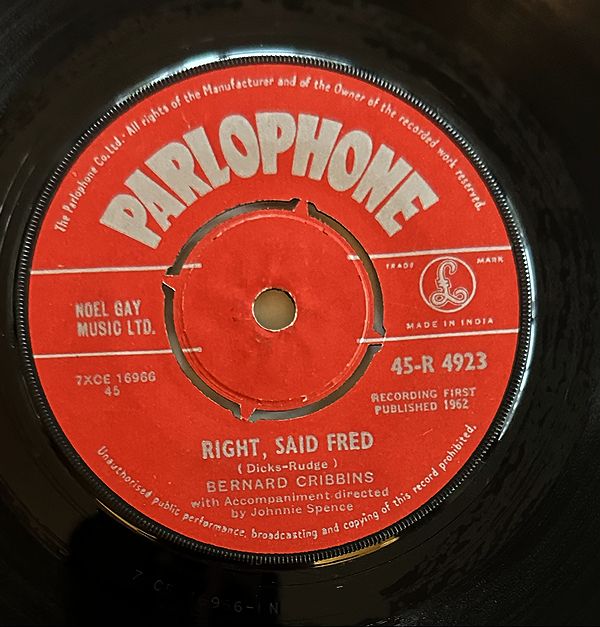 The Parlophone Co. Ltd. · All rights of the Manufacturer and of the Owner of the recorded work reserved.
PARLOPHONE
TRADE MARK
£
NOEL GAY
MUSIC LTD.
MADE IN INDIA
7XCE 16966
45
45-R 4923
RECORDING FIRST
PUBLISHED 1962
RIGHT, SAID FRED
( Dicks-Rudge )
BERNARD CRIBBINS
with Accompaniment directed
by Johnnie Spence
Unauthorised public performance, broadcasting and copying of this record prohibited.